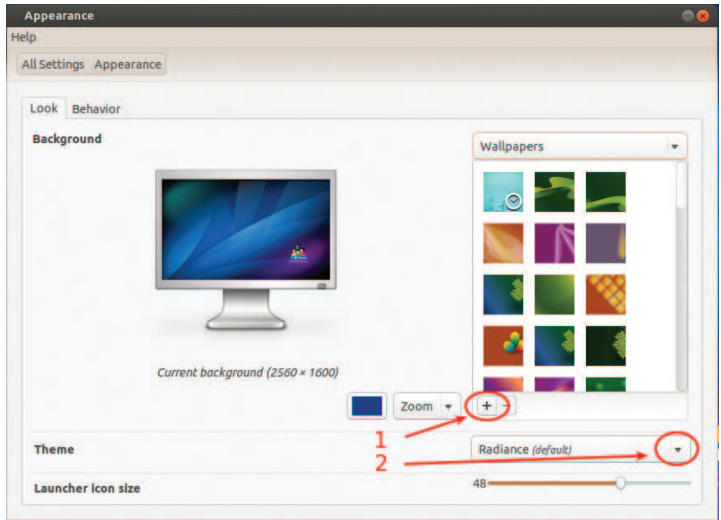 Appearance
Help
All Settings Appearance
Look Behavior
Background
Wallpapers
Current background (2560 × 1600)
Zoom
+ -
1
2
Theme
Radiance (default)
Launcher icon size
48